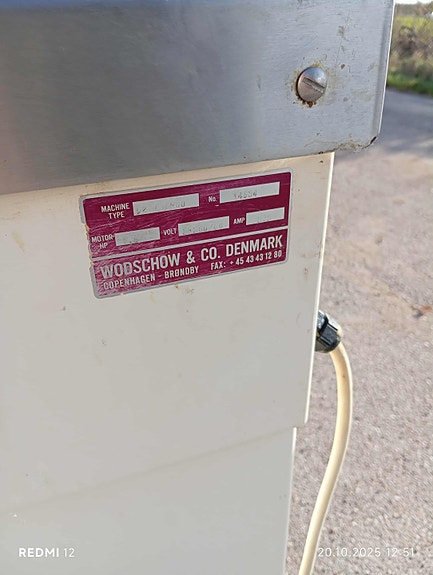 MACHINE TYPE No.
MOTOR HP VOLT AMP
WODSCHOW & CO. DENMARK
COPENHAGEN - BRØNDBY FAX: + 45 43 43 12 80
REDMI 12
20.10.2025 12:51